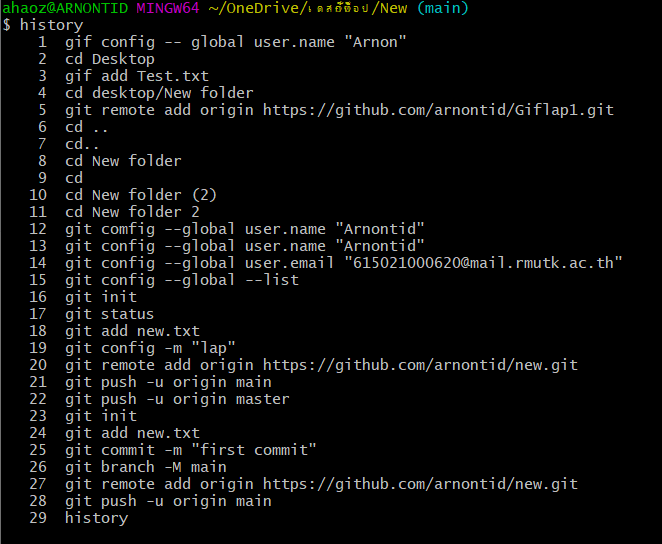 ahaoz@ARNONTID MINGW64 ~/OneDrive/เดสก์ท็อป/New (main)
$ history
1 gif config -- global user.name "Arnon"
2 cd Desktop
3 gif add Test.txt
4 cd desktop/New folder
5 git remote add origin https://github.com/arnontid/Giflap1.git
6 cd ..
7 cd..
8 cd New folder
9 cd
10 cd New folder (2)
11 cd New folder 2
12 git comfig --global user.name "Arnontid"
13 git config --global user.name "Arnontid"
14 git config --global user.email "615021000620@mail.rmutk.ac.th"
15 git config --global --list
16 git init
17 git status
18 git add new.txt
19 git config -m "lap"
20 git remote add origin https://github.com/arnontid/new.git
21 git push -u origin main
22 git push -u origin master
23 git init
24 git add new.txt
25 git commit -m "first commit"
26 git branch -M main
27 git remote add origin https://github.com/arnontid/new.git
28 git push -u origin main
29 history